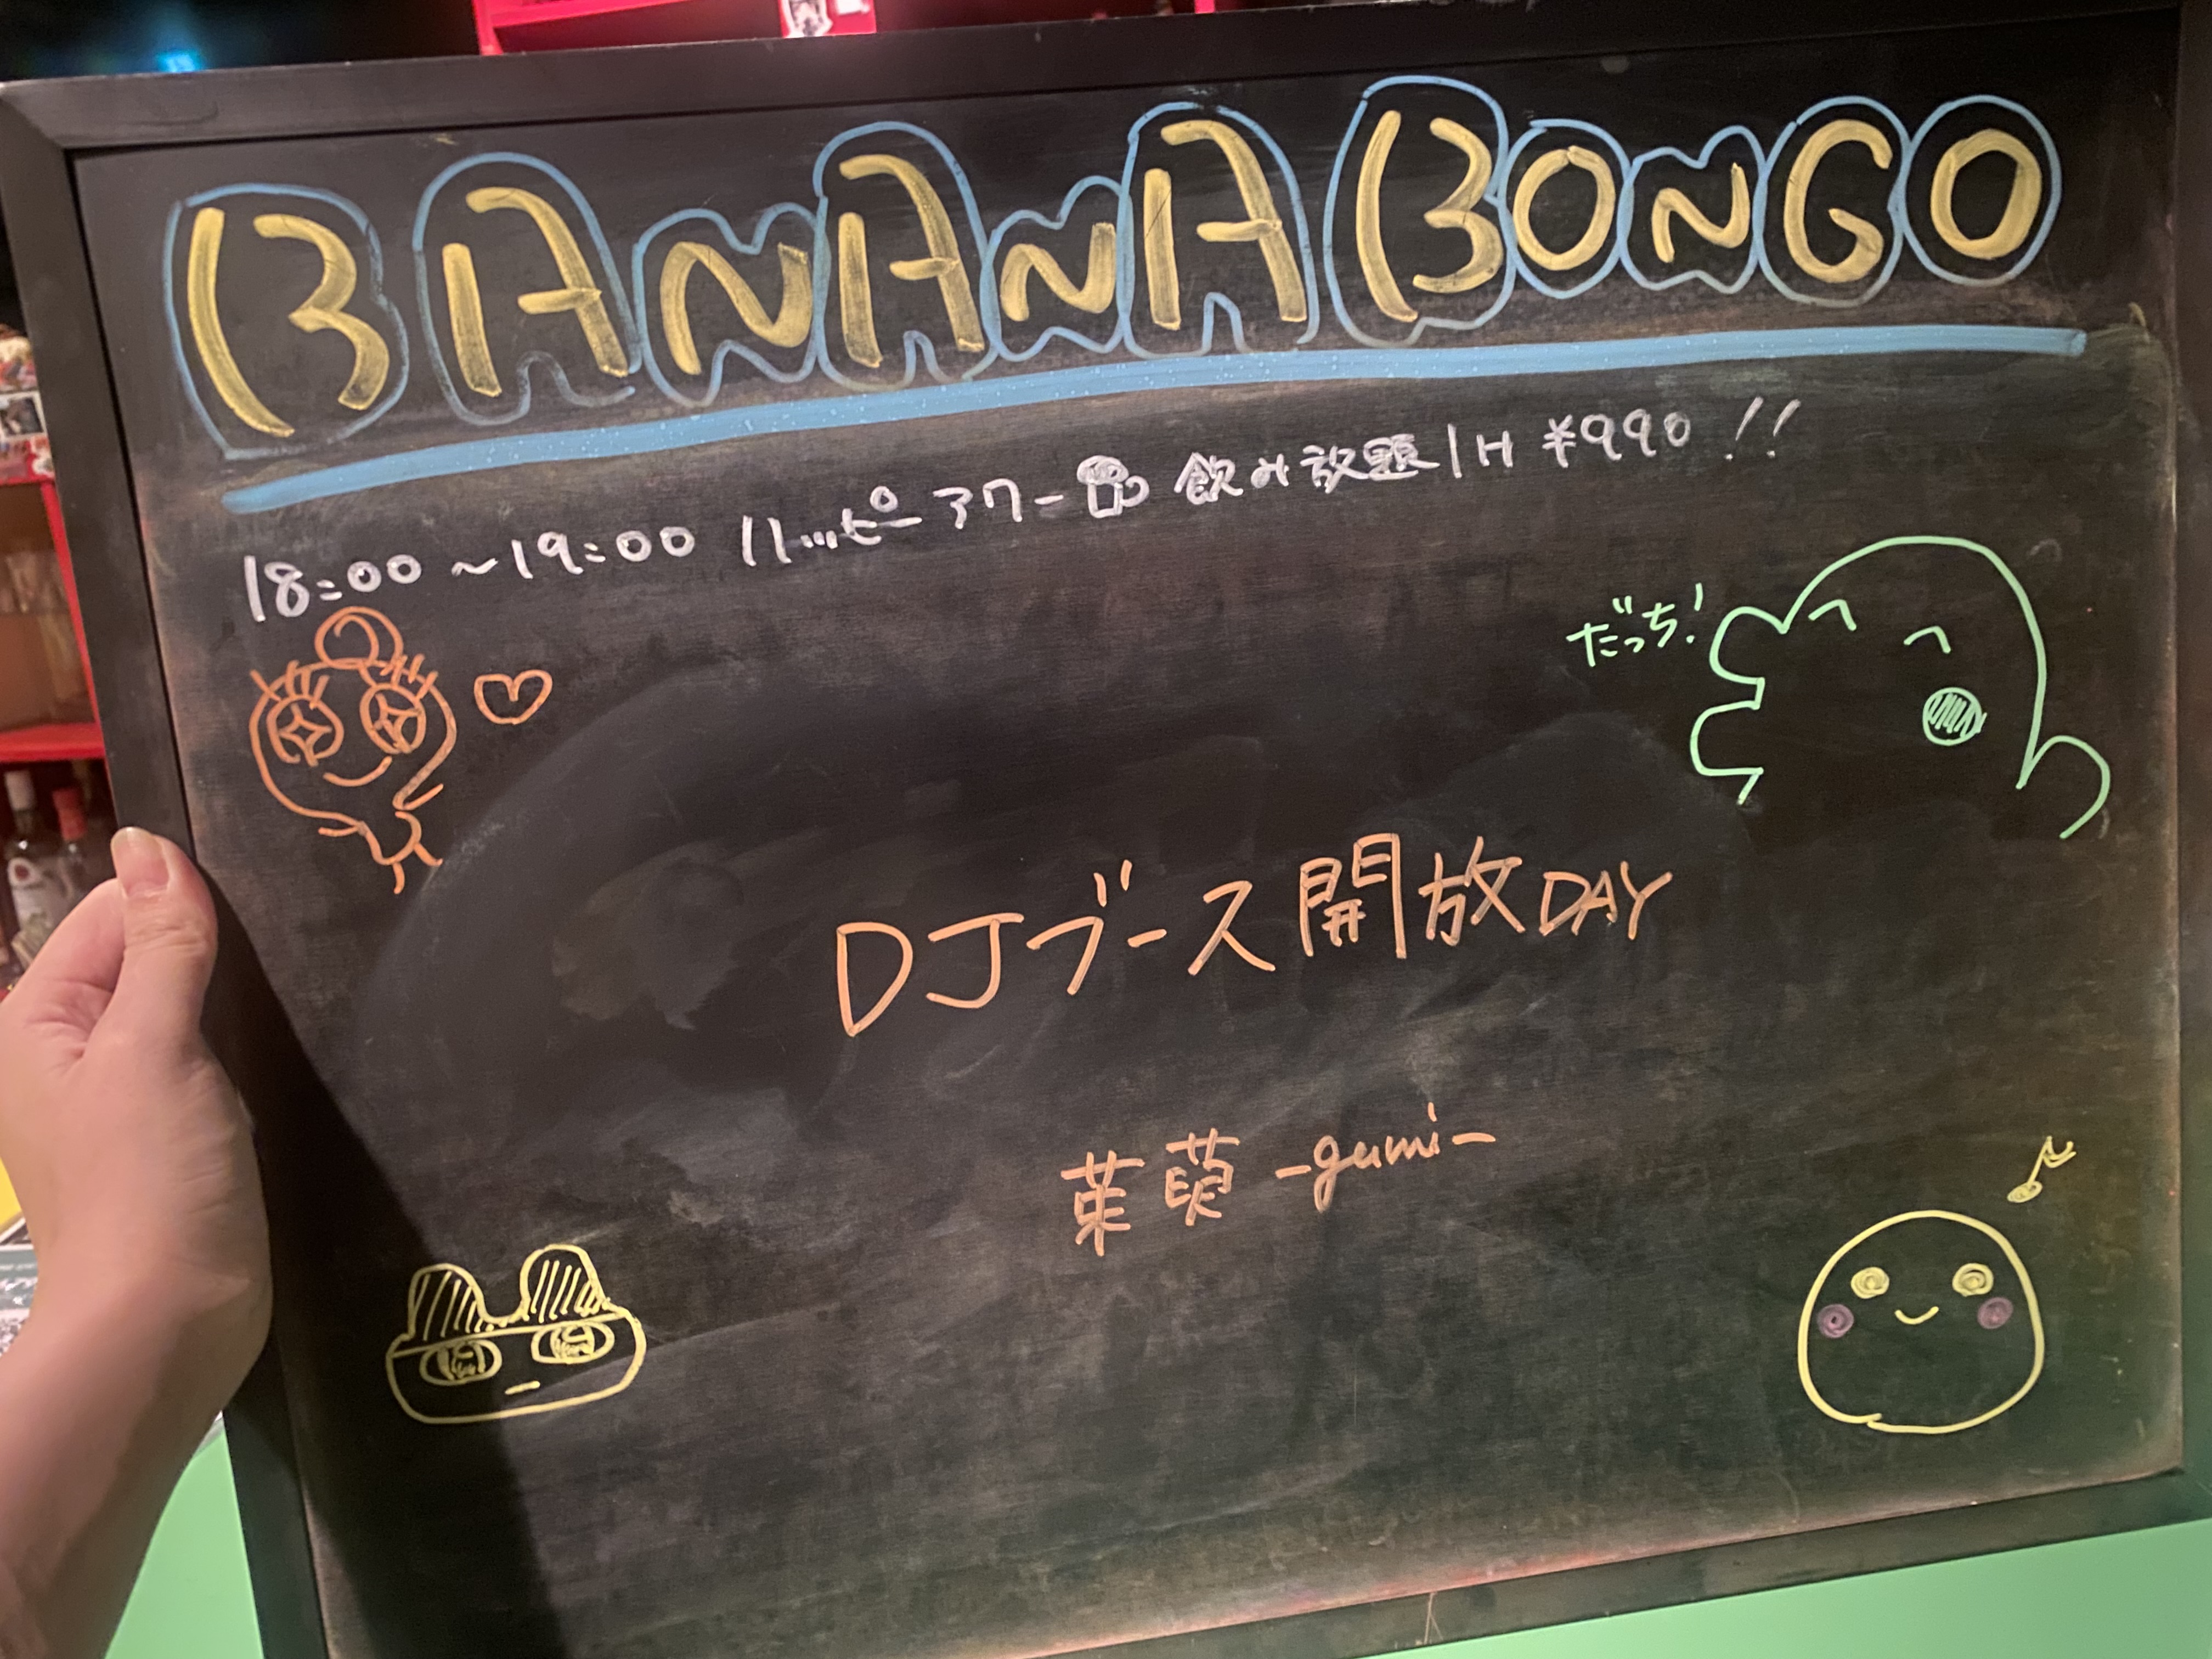 BANANA BONGO
18:00～19:00 ハッピーアワー 飲み放題1H ¥990!!
だっち!
DJブース開放DAY
茱萸 -gumi-